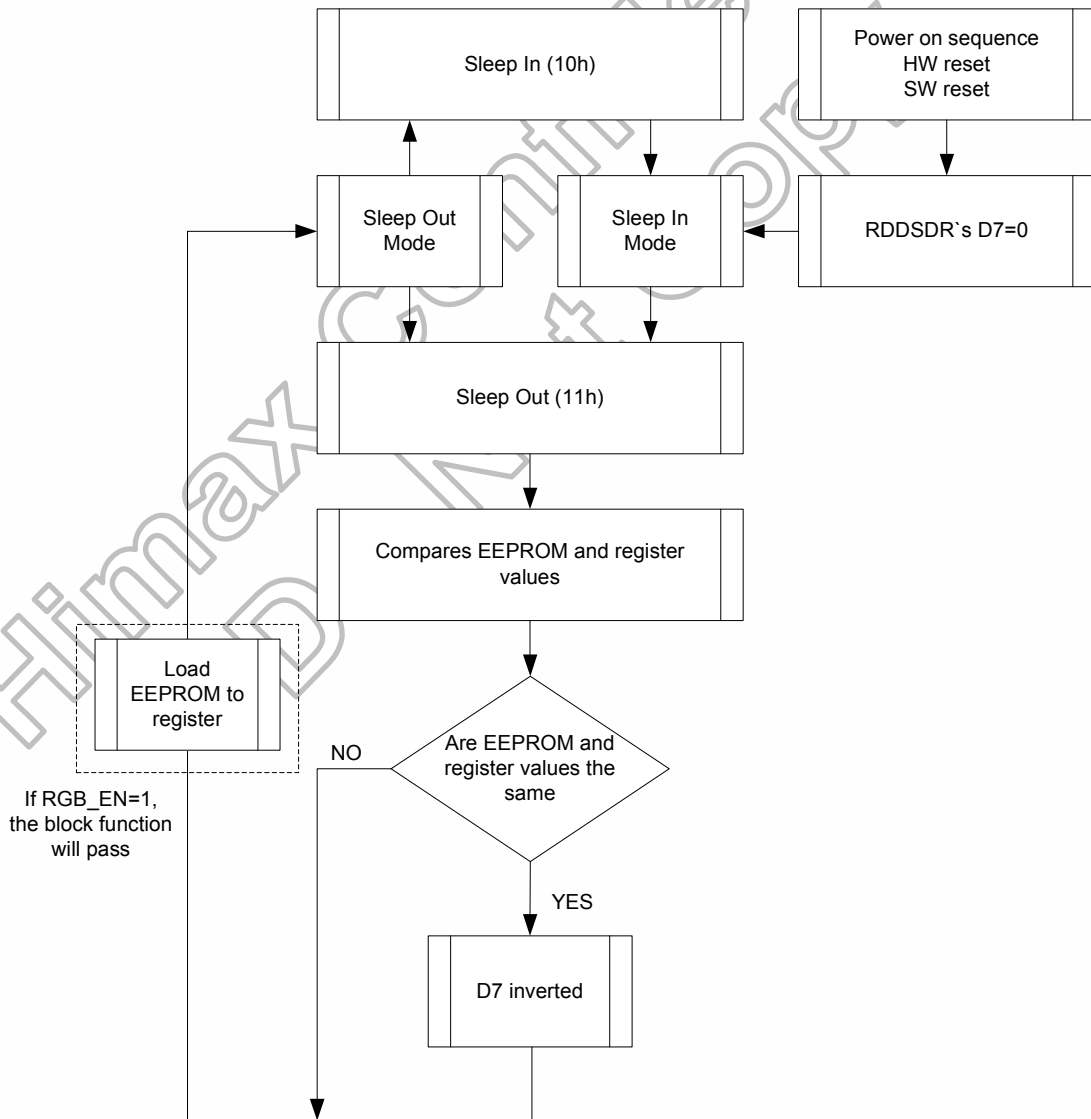 Sleep In (10h)
Power on sequence
HW reset
SW reset
Sleep Out
Mode
Sleep In
Mode
RDDSDR`s D7=0
Sleep Out (11h)
Compares EEPROM and register
values
Load
EEPROM to
register
If RGB_EN=1,
the block function
will pass
NO
Are EEPROM and
register values the
same
YES
D7 inverted
Himax